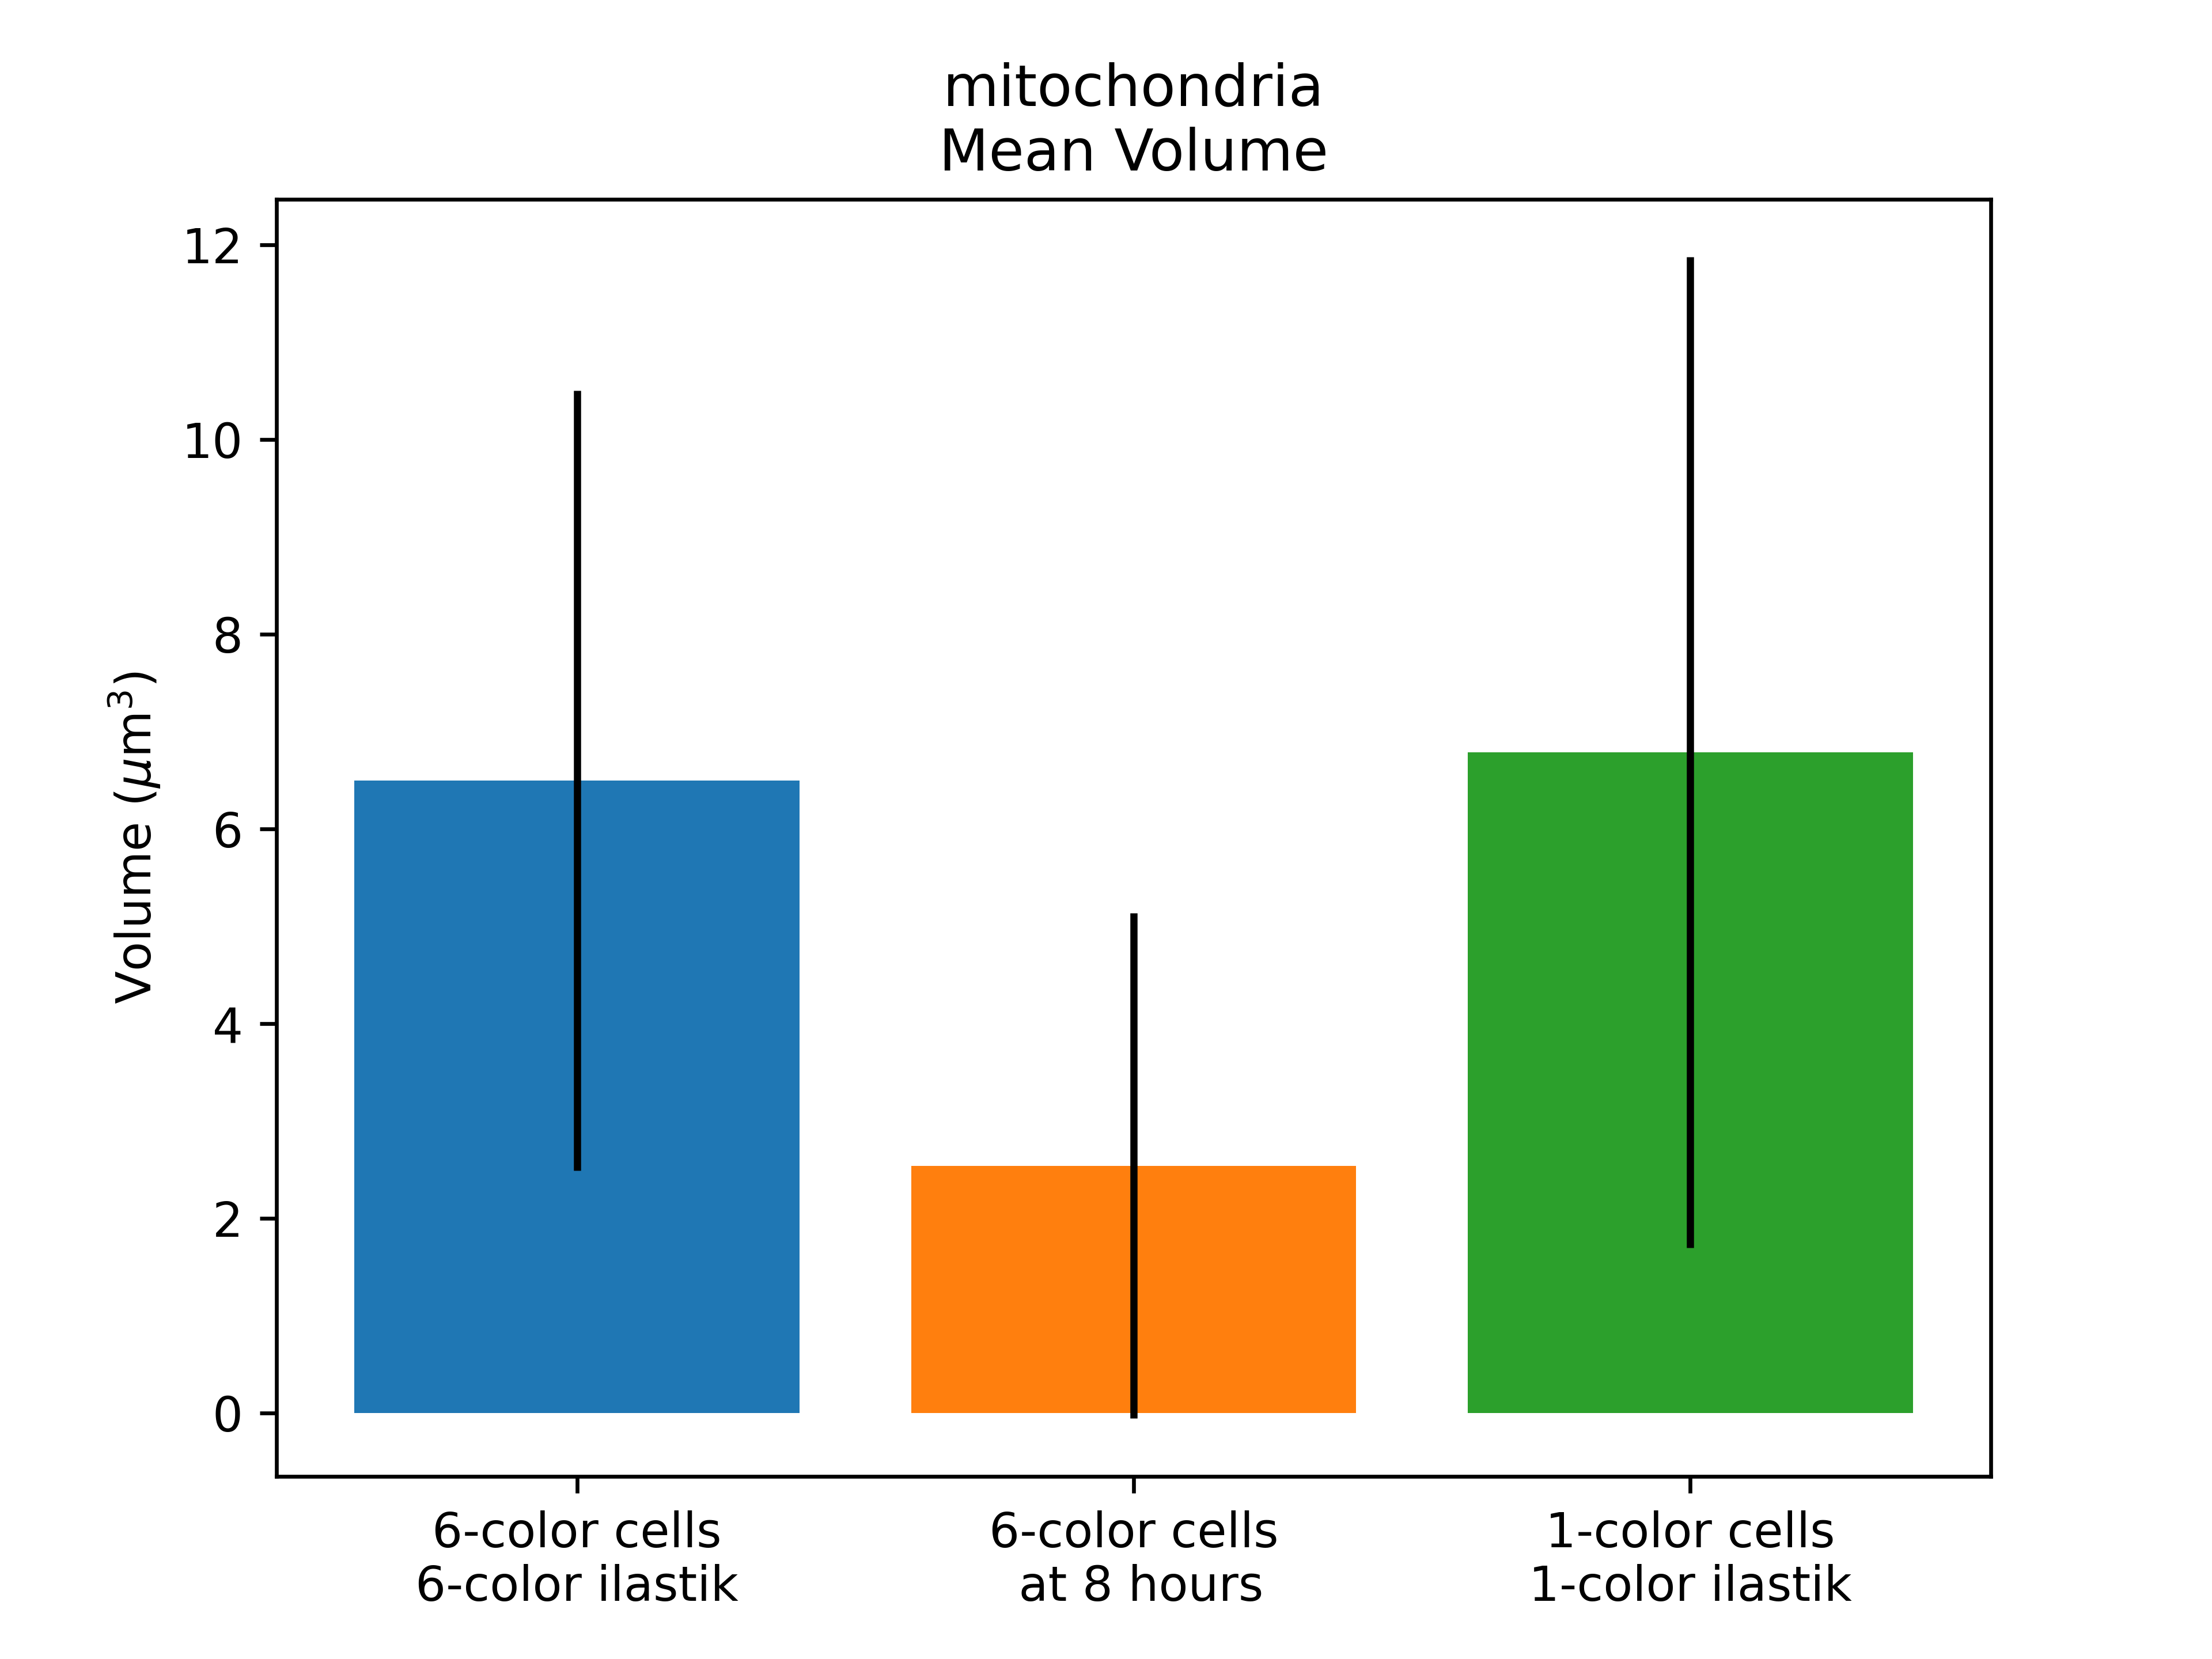 mitochondria
Mean Volume
Volume (μm³)
12
10
8
6
4
2
0
6-color cells
6-color ilastik
6-color cells
at 8 hours
1-color cells
1-color ilastik